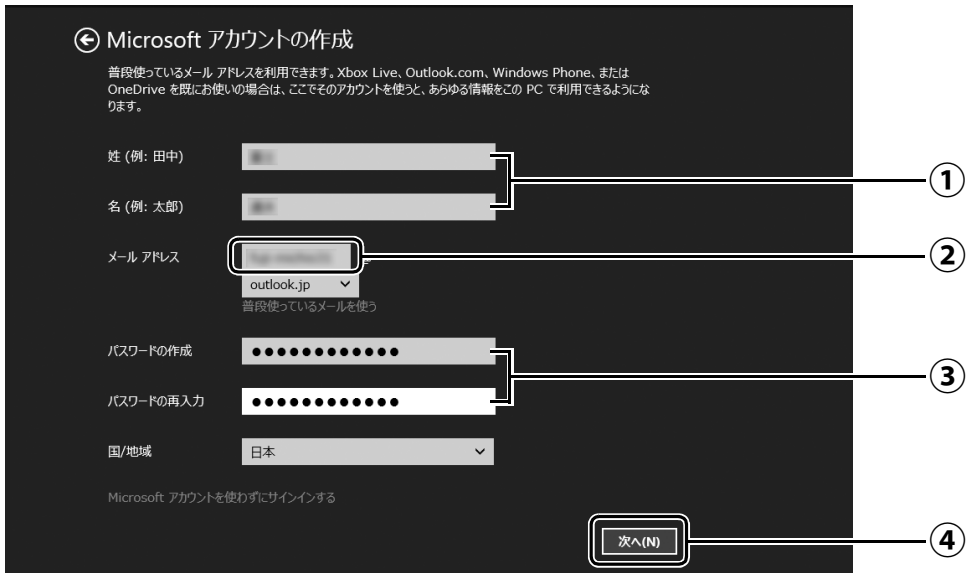 Microsoft アカウントの作成
普段使っているメール アドレスを利用できます。Xbox Live、Outlook.com、Windows Phone、または
OneDrive を既にお使いの場合は、ここでそのアカウントを使うと、あらゆる情報をこの PC で利用できるようにな
ります。
姓 (例: 田中)
①
名 (例: 太郎)
メール アドレス
②
outlook.jp
普段使っているメールを使う
パスワードの作成 ●●●●●●●●●●●●
③
パスワードの再入力 ●●●●●●●●●●●●
国/地域 日本
Microsoft アカウントを使わずにサインインする
次へ(N)
④